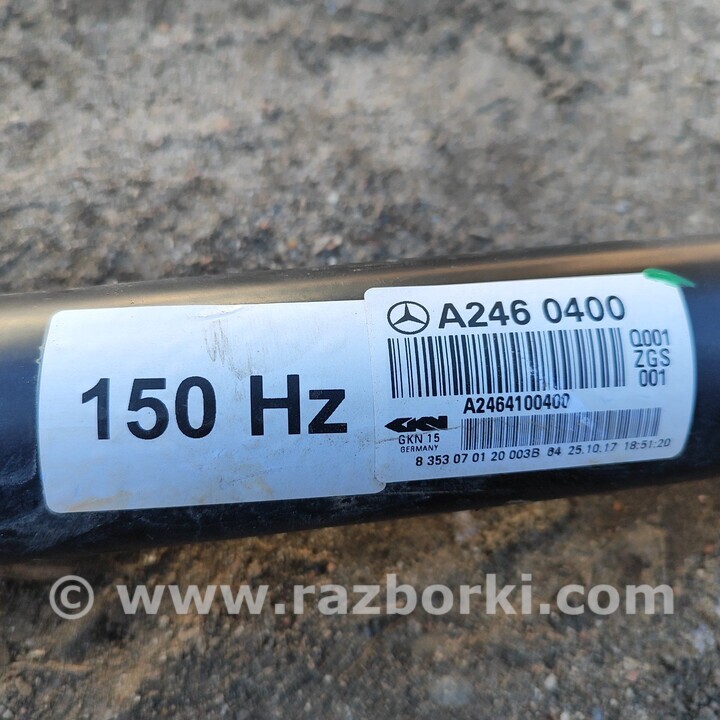 150 Hz
A246 0400
Q001
ZGS
001
A2464100400
GKN
GKN 15
GERMANY
8 353 07 01 20 003B 64 25.10.17 18:51:20
© www.razborki.com